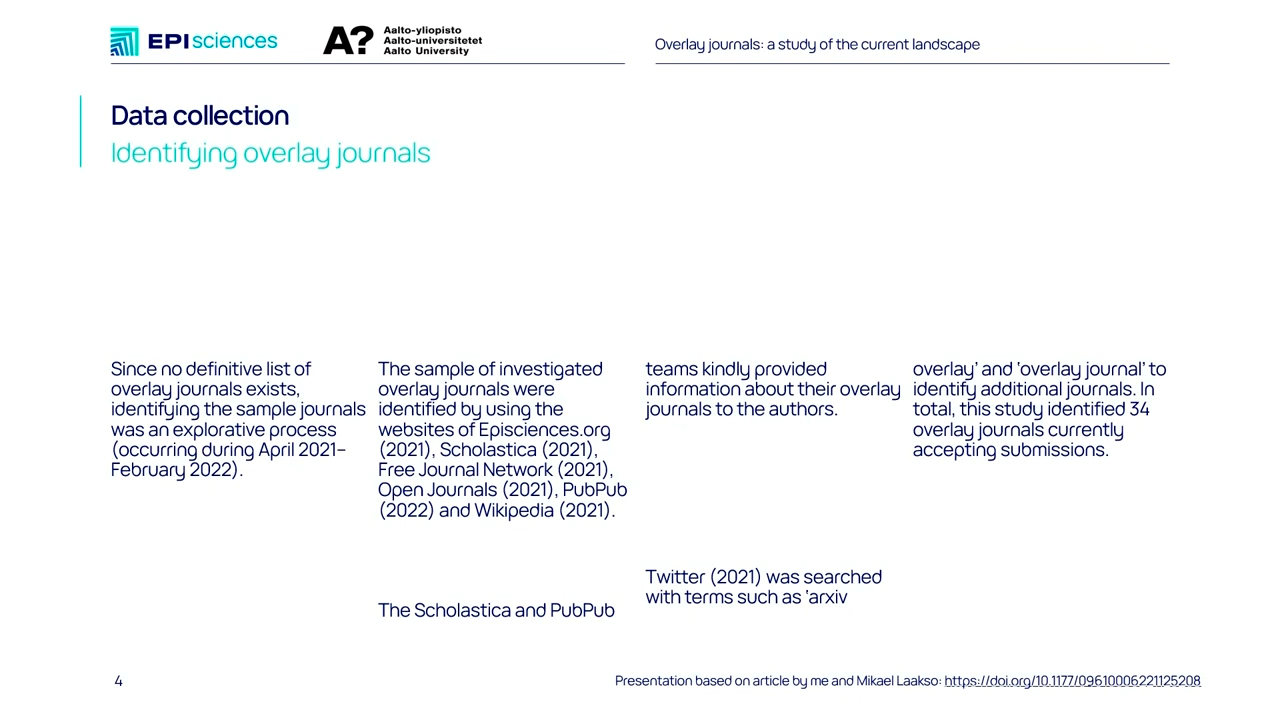 EPIsciences
A?
Aalto-yliopisto
Aalto-universitetet
Aalto University
Overlay journals: a study of the current landscape
Data collection
Identifying overlay journals
Since no definitive list of
overlay journals exists,
identifying the sample journals
was an explorative process
(occurring during April 2021–
February 2022).
The sample of investigated
overlay journals were
identified by using the
websites of Episciences.org
(2021), Scholastica (2021),
Free Journal Network (2021),
Open Journals (2021), PubPub
(2022) and Wikipedia (2021).
The Scholastica and PubPub
teams kindly provided
information about their overlay
journals to the authors.
Twitter (2021) was searched
with terms such as ‘arxiv
overlay’ and ‘overlay journal’ to
identify additional journals. In
total, this study identified 34
overlay journals currently
accepting submissions.
4
Presentation based on article by me and Mikael Laakso: https://doi.org/10.1177/09610006221125208